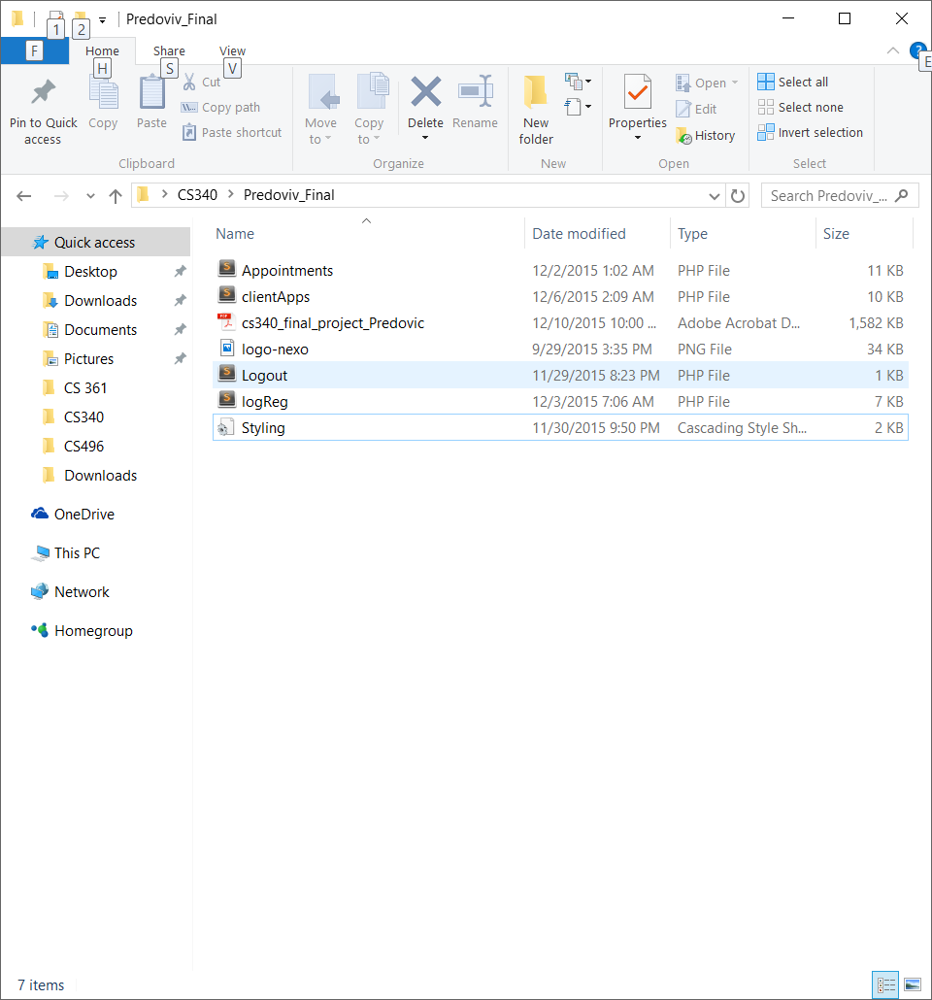 1 2 Predoviv_Final
F Home Share View ? E
H S V
Pin to Quick access Copy Paste Cut Copy path Paste shortcut
Move to Copy to Delete Rename New folder Properties Open Edit History Select all Select none Invert selection
Clipboard Organize New Open Select
CS340 Predoviv_Final Search Predoviv_...
Name Date modified Type Size
Quick access
Desktop
Downloads
Documents
Pictures
CS 361
CS340
CS496
Downloads
OneDrive
This PC
Network
Homegroup
Appointments 12/2/2015 1:02 AM PHP File 11 KB
clientApps 12/6/2015 2:09 AM PHP File 10 KB
cs340_final_project_Predovic 12/10/2015 10:00 ... Adobe Acrobat D... 1,582 KB
logo-nexo 9/29/2015 3:35 PM PNG File 34 KB
Logout 11/29/2015 8:23 PM PHP File 1 KB
logReg 12/3/2015 7:06 AM PHP File 7 KB
Styling 11/30/2015 9:50 PM Cascading Style Sh... 2 KB
7 items